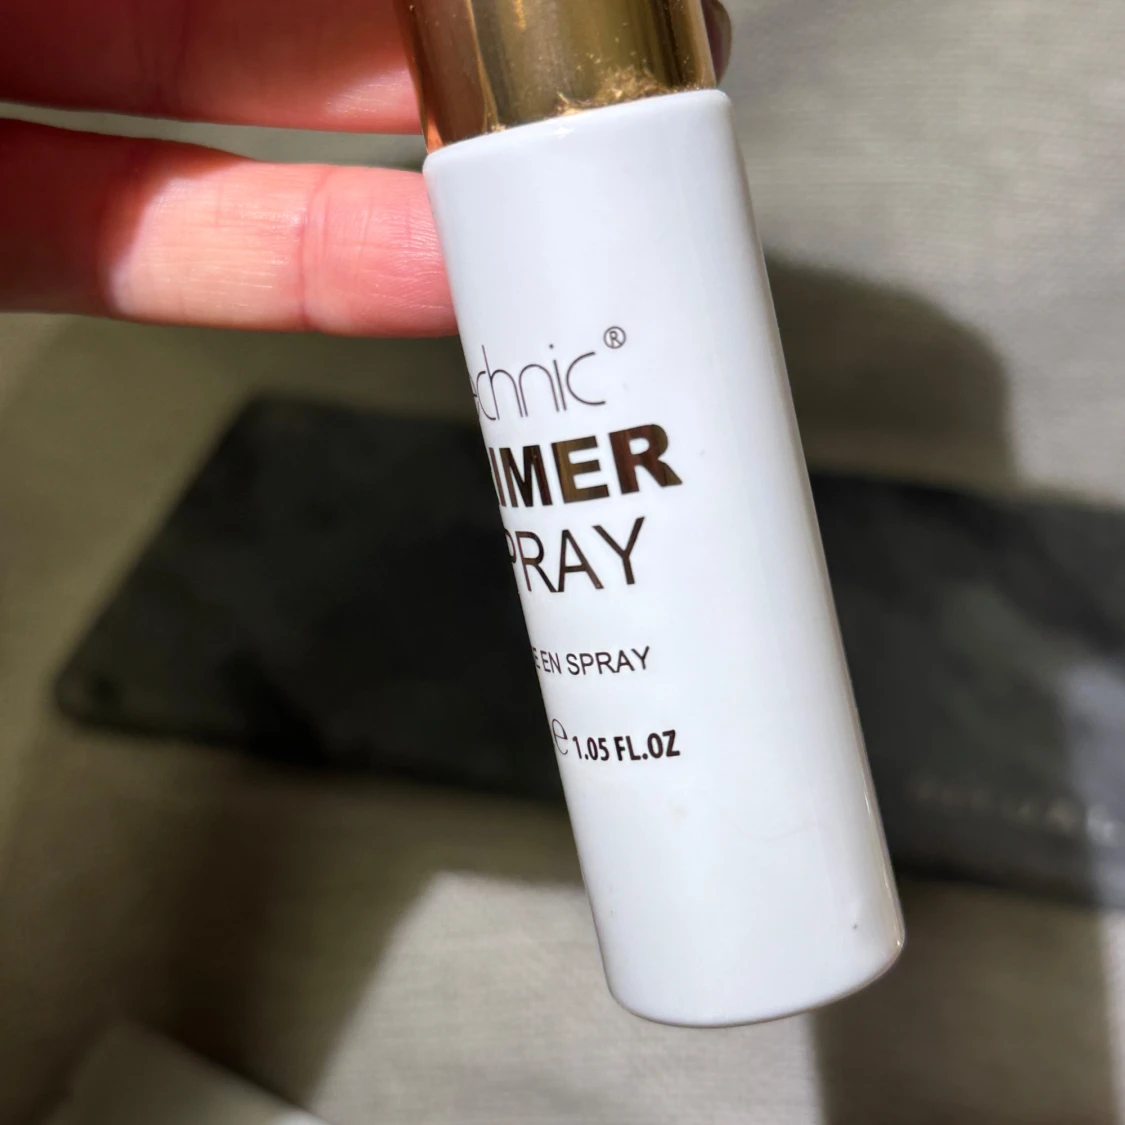 echnic®
IMER
PRAY
E EN SPRAY
e 1.05 FL.OZ